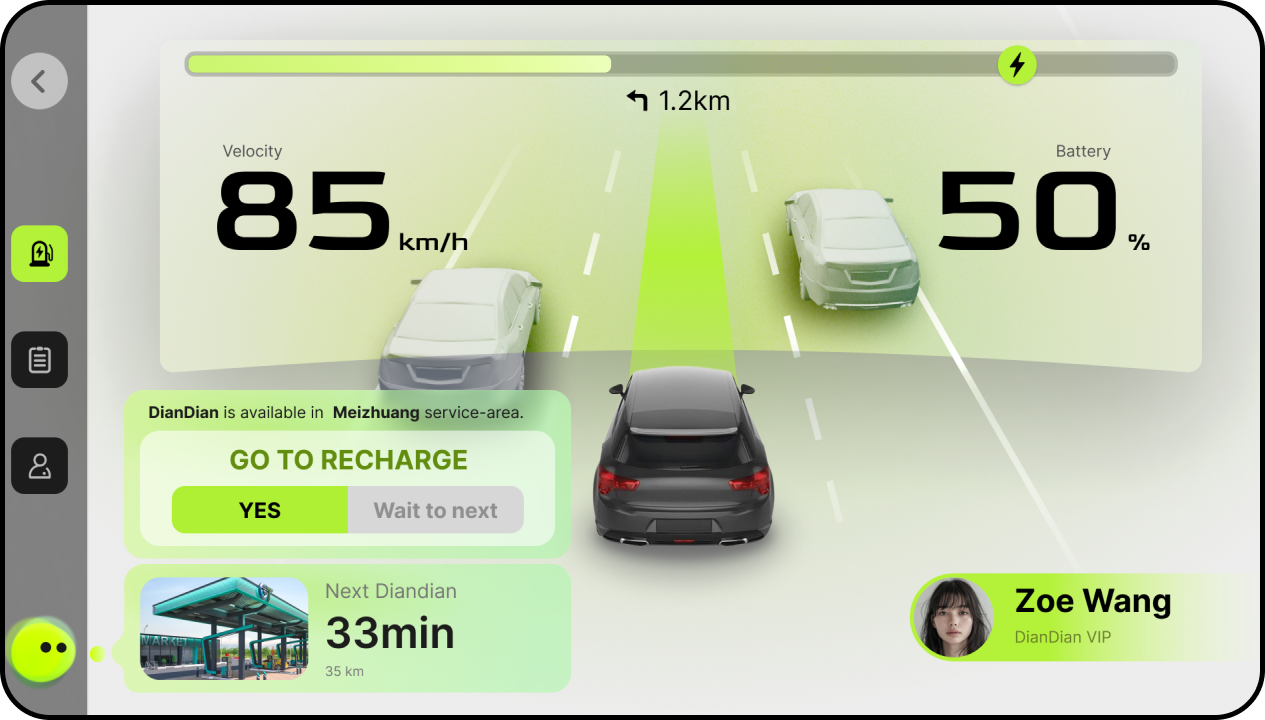 1.2km
Velocity
Battery
85 km/h
50 %
DianDian is available in Meizhuang service-area.
GO TO RECHARGE
YES
Wait to next
MARKET
Next Diandian
33min
35 km
Zoe Wang
DianDian VIP